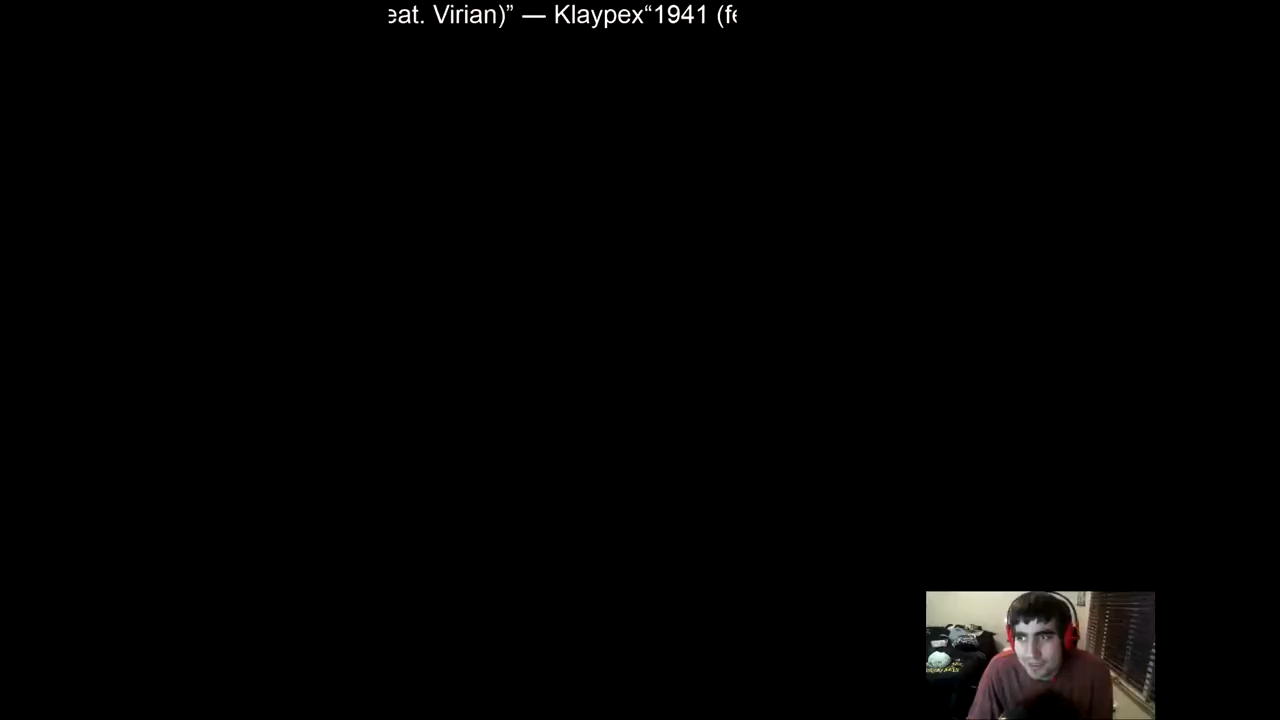 eat. Virian)” — Klaypex“1941 (fe